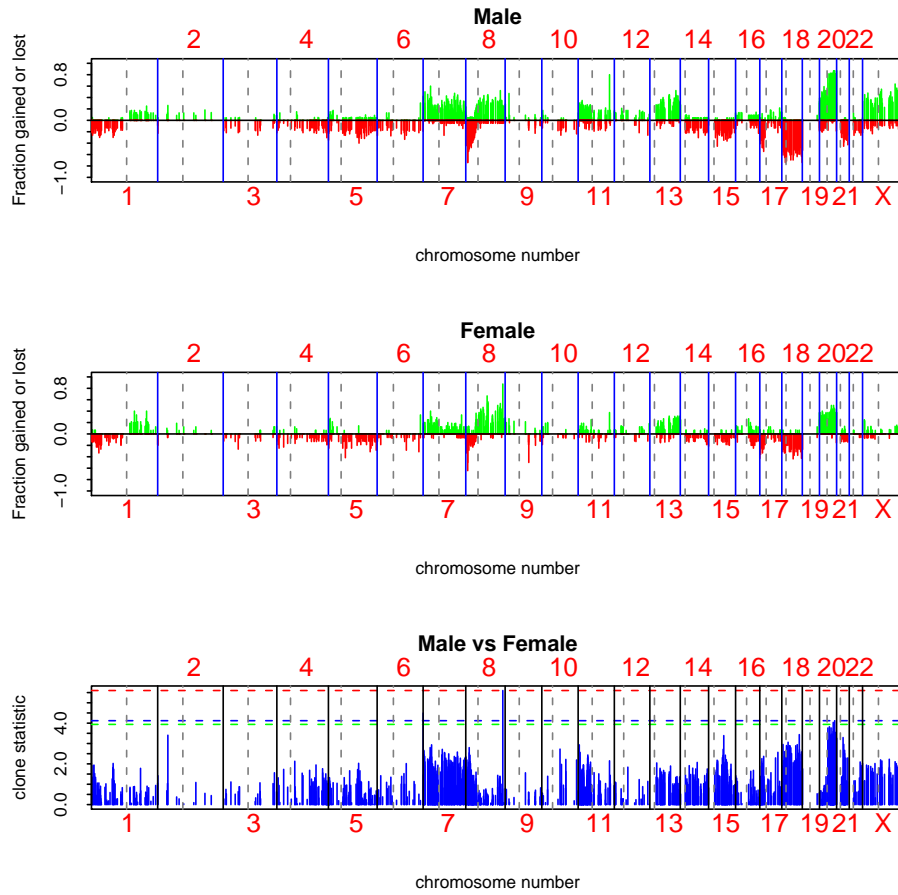 Male
2 4 6 8 10 12 14 16 18 20 22
Fraction gained or lost
0.8
0.0
−1.0
1 3 5 7 9 11 13 15 17 19 21 X
chromosome number
Female
2 4 6 8 10 12 14 16 18 20 22
Fraction gained or lost
0.8
0.0
−1.0
1 3 5 7 9 11 13 15 17 19 21 X
chromosome number
Male vs Female
2 4 6 8 10 12 14 16 18 20 22
clone statistic
4.0
2.0
0.0
1 3 5 7 9 11 13 15 17 19 21 X
chromosome number